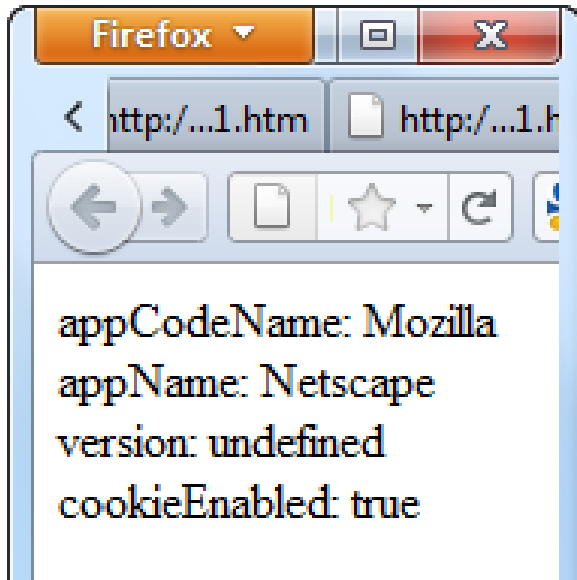 Firefox
http:/...1.htm http:/...1.h
appCodeName: Mozilla
appName: Netscape
version: undefined
cookieEnabled: true